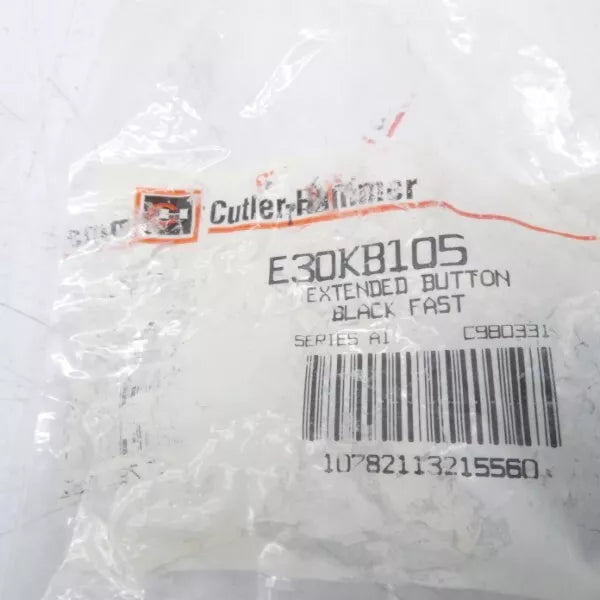 Cutler-Hammer
E30KB105
EXTENDED BUTTON
BLACK FAST
SERIES A1 C980331
10782113215560